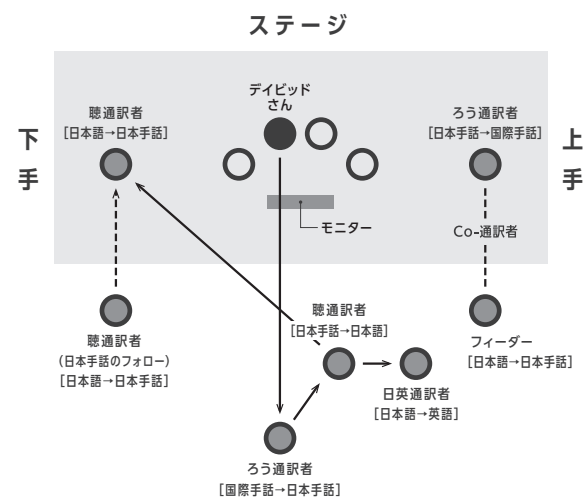 ステージ
デイビッド
さん
聴通訳者
[日本語→日本手話]
ろう通訳者
[日本手話→国際手話]
下
手
上
手
モニター
Co-通訳者
聴通訳者
[日本手話→日本語]
聴通訳者
(日本手話のフォロー)
[日本語→日本手話]
フィーダー
[日本語→日本手話]
日英通訳者
[日本語→英語]
ろう通訳者
[国際手話→日本手話]